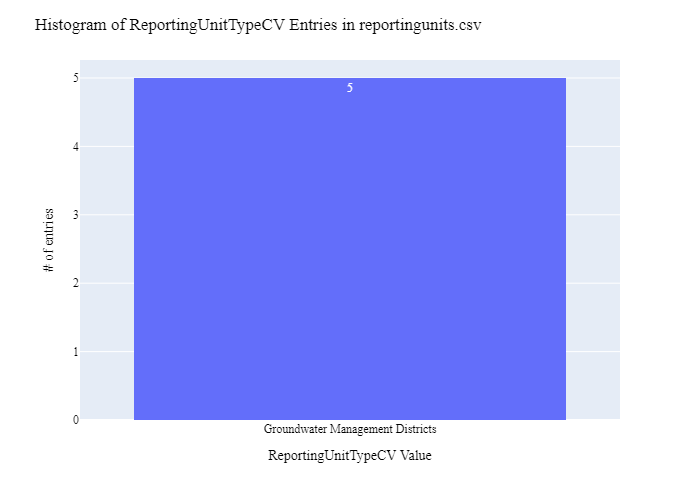 Histogram of ReportingUnitTypeCV Entries in reportingunits.csv
5
5
4
3
2
1
0
# of entries
Groundwater Management Districts
ReportingUnitTypeCV Value